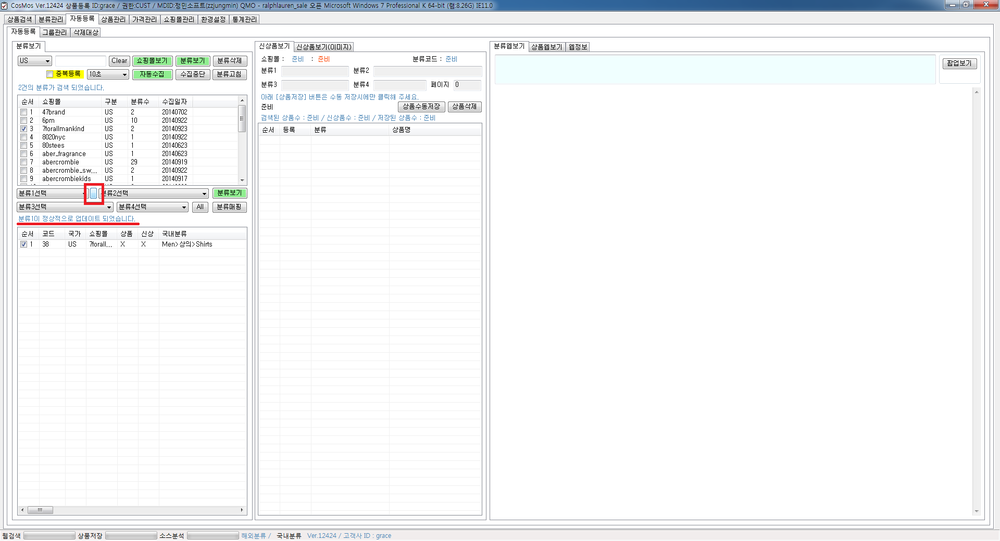 CosMos Ver.12424 상품등록 ID:grace / 권한:CUST / MDID:정민소프트(zzjungmin) QMO - ralphlauren_sale 오픈 Microsoft Windows 7 Professional K 64-bit (램:8.26G) IE11.0
상품검색 분류관리 자동등록 상품관리 가격관리 쇼핑몰관리 환경설정 통계관리
자동등록 그룹관리 삭제대상
분류보기
US Clear 쇼핑몰보기 분류보기 분류삭제
중복등록 10초 자동수집 수집중단 분류고침
2건의 분류가 검색 되었습니다.
순서 쇼핑몰 구분 분류수 수집일자
1 47brand US 2 20140702
2 6pm US 10 20140922
3 7forallmankind US 2 20140923
4 8020nyc US 1 20140922
5 80stees US 1 20140623
6 aber_fragrance US 1 20140623
7 abercrombie US 29 20140919
8 abercrombie_sw... US 2 20140922
9 abercrombiekids US 1 20140917
분류1선택 분류2선택 분류보기
분류3선택 분류4선택 All 분류매핑
분류1이 정상적으로 업데이트 되었습니다.
순서 코드 국가 쇼핑몰 상품 신상 국내분류
1 38 US 7forall... X X Men>상의>Shirts
신상품보기 신상품보기(이미지)
쇼핑몰 : 준비 : 준비 분류코드 : 준비
분류1 분류2
분류3 분류4 페이지 0
아래 [상품저장] 버튼은 수동 저장시에만 클릭해 주세요.
준비 상품수동저장 상품삭제
검색된 상품수 : 준비 / 신상품수 : 준비 / 저장된 상품수 : 준비
순서 등록 분류 상품명
분류웹보기 상품웹보기 웹정보
팝업보기
웹검색 상품저장 소스분석 해외분류 / 국내분류 Ver.12424 / 고객사 ID : grace